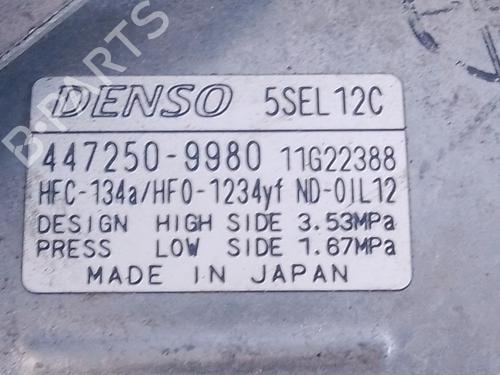 B-PARTS
DENSO 5SEL12C
447250-9980 11G22388
HFC-134a/HFO-1234yf ND-OIL12
DESIGN HIGH SIDE 3.53MPa
PRESS LOW SIDE 1.67MPa
MADE IN JAPAN